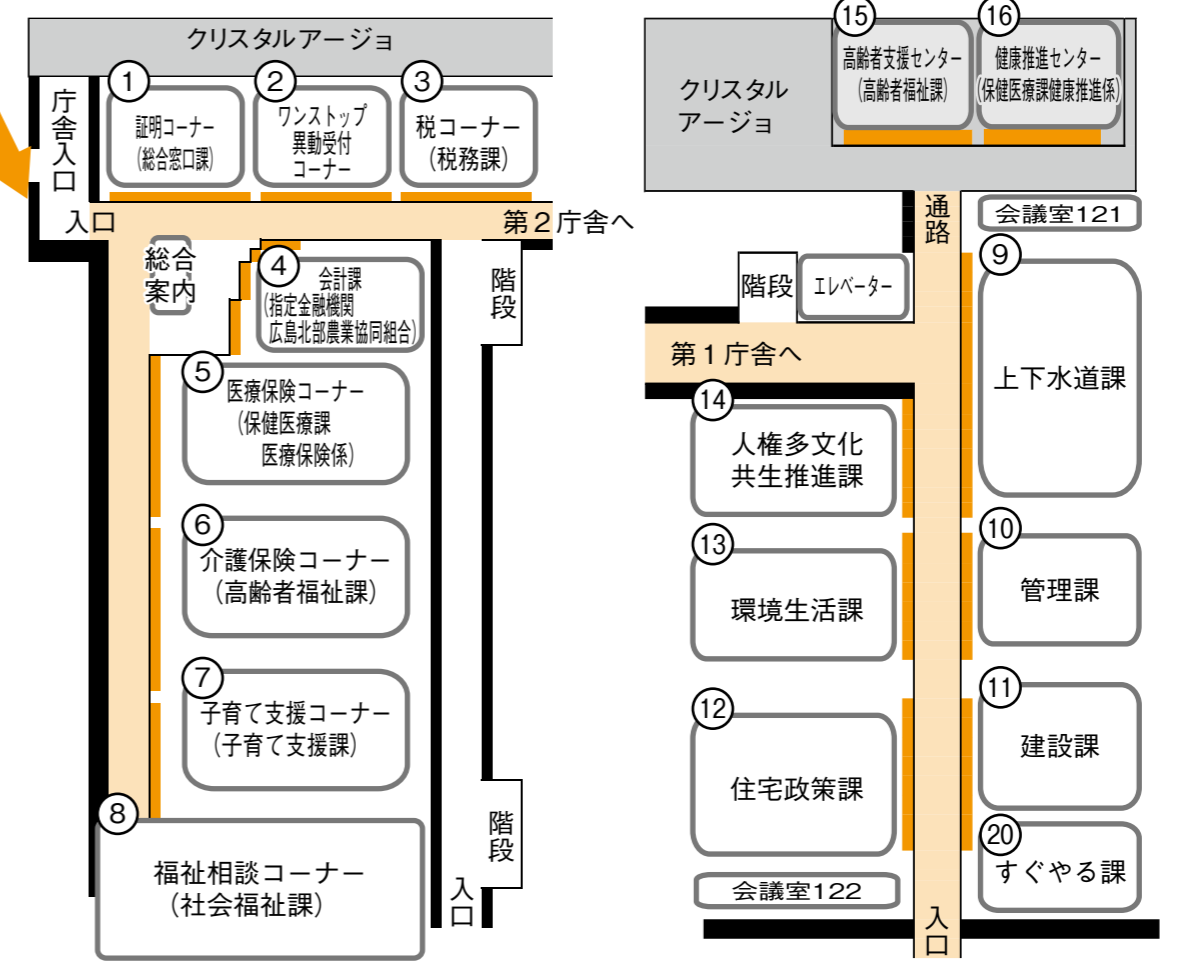 クリスタルアージョ
庁舎入口
①
証明コーナー
(総合窓口課)
②
ワンストップ
異動受付
コーナー
③
税コーナー
(税務課)
入口
第２庁舎へ
総合
案内
④
会計課
(指定金融機関
広島北部農業協同組合)
階段
⑤
医療保険コーナー
(保健医療課
医療保険係)
⑥
介護保険コーナー
(高齢者福祉課)
⑦
子育て支援コーナー
(子育て支援課)
⑧
福祉相談コーナー
(社会福祉課)
階段
入口
クリスタル
アージョ
⑮
高齢者支援センター
(高齢者福祉課)
⑯
健康推進センター
(保健医療課健康推進係)
通路
会議室121
階段
エレベーター
⑨
上下水道課
第１庁舎へ
⑭
人権多文化
共生推進課
⑬
環境生活課
⑩
管理課
⑫
住宅政策課
⑪
建設課
⑳
すぐやる課
会議室122
入口